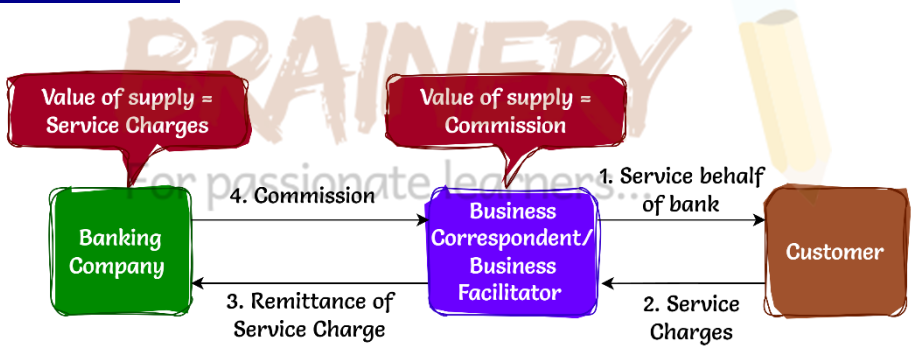 BRAINERY
For passionate learners...
Value of supply =
Service Charges
Value of supply =
Commission
4. Commission
1. Service behalf
of bank
Banking
Company
Business
Correspondent/
Business
Facilitator
Customer
3. Remittance of
Service Charge
2. Service
Charges